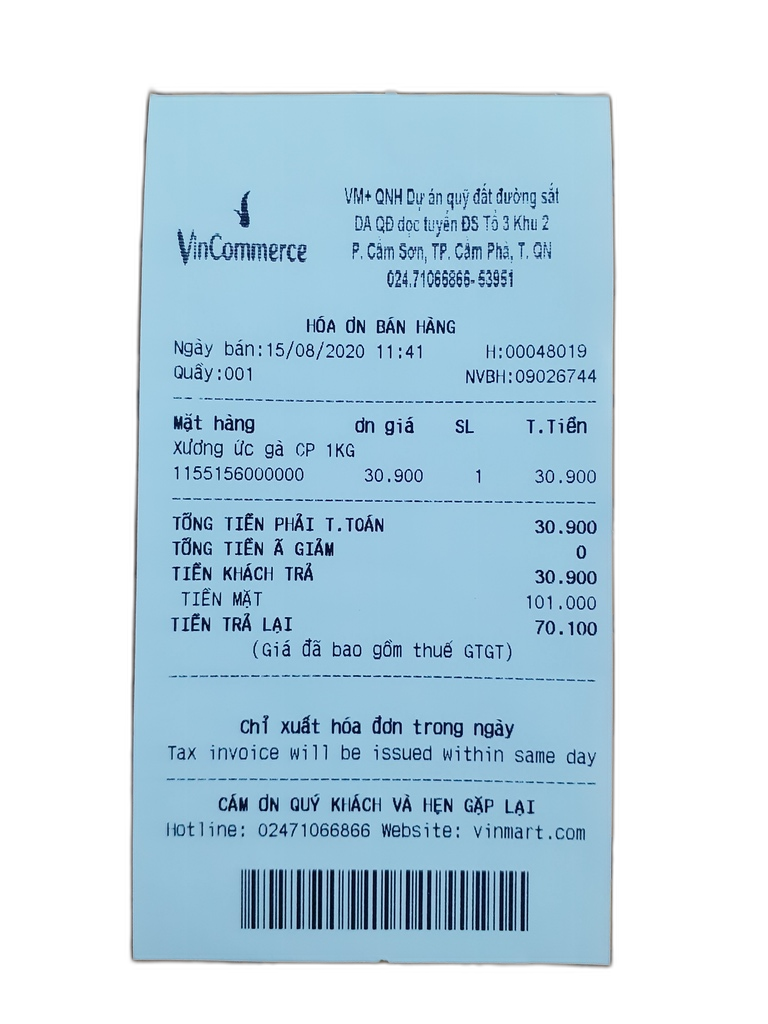 VinCommerce
VM+ QNH Dự án quỹ đất đường sắt
DA QĐ dọc tuyến ĐS Tổ 3 Khu 2
P. Cẩm Sơn, TP. Cẩm Phả, T. QN
024.71066866-53951
HÓA ƠN BÁN HÀNG
Ngày bán:15/08/2020 11:41 H:00048019
Quầy:001 NVBH:09026744
Mặt hàng ơn giá SL T.Tiền
Xương ức gà CP 1KG
1155156000000 30.900 1 30.900
TỔNG TIỀN PHẢI T.TOÁN 30.900
TỔNG TIỀN Ã GIẢM 0
TIỀN KHÁCH TRẢ 30.900
TIỀN MẶT 101.000
TIỀN TRẢ LẠI 70.100
(Giá đã bao gồm thuế GTGT)
Chỉ xuất hóa đơn trong ngày
Tax invoice will be issued within same day
CÁM ƠN QUÝ KHÁCH VÀ HẸN GẶP LẠI
Hotline: 02471066866 Website: vinmart.com